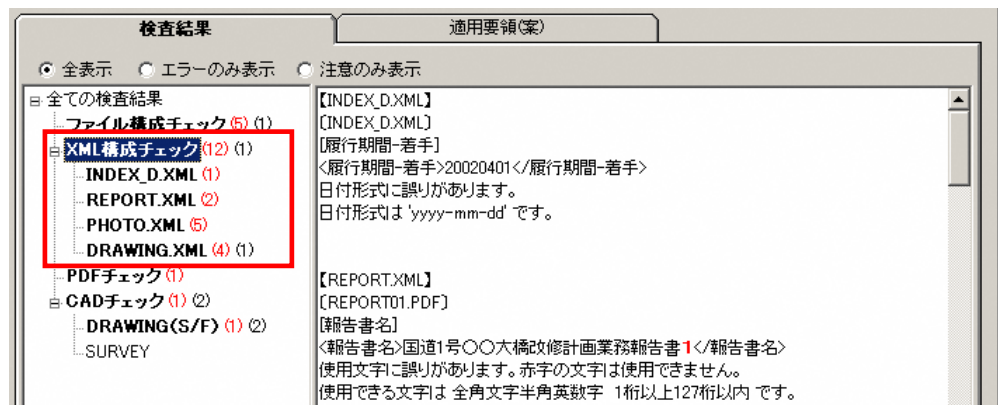 検査結果
適用要領(案)
全表示 エラーのみ表示 注意のみ表示
全ての検査結果
ファイル構成チェック(5)(1)
XML構成チェック(12)(1)
INDEX_D.XML(1)
REPORT.XML(2)
PHOTO.XML(5)
DRAWING.XML(4)(1)
PDFチェック(1)
CADチェック(1)(2)
DRAWING(S/F)(1)(2)
SURVEY
【INDEX_D.XML】
〔INDEX_D.XML〕
[履行期間-着手]
<履行期間-着手>20020401</履行期間-着手>
日付形式に誤りがあります。
日付形式は'yyyy-mm-dd'です。
【REPORT.XML】
〔REPORT01.PDF〕
[報告書名]
<報告書名>国道1号○○大橋改修計画業務報告書1</報告書名>
使用文字に誤りがあります。赤字の文字は使用できません。
使用できる文字は 全角文字半角英数字 1桁以上127桁以内 です。